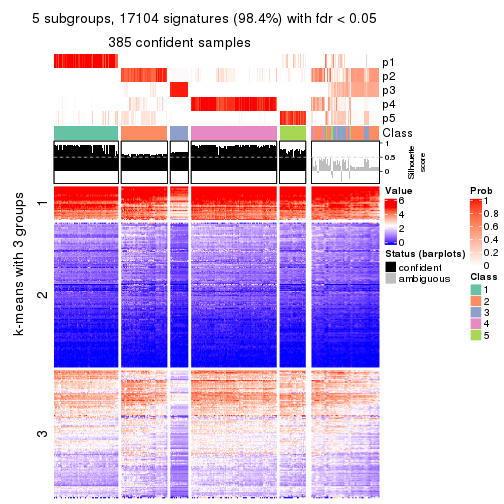 5 subgroups, 17104 signatures (98.4%) with fdr < 0.05
385 confident samples
p1
p2
p3
p4
p5
Class
1
0.5
0
Silhouette
score
k-means with 3 groups
1
2
3
Value
6
4
2
0
Status (barplots)
confident
ambiguous
Prob
1
0.8
0.6
0.4
0.2
0
Class
1
2
3
4
5